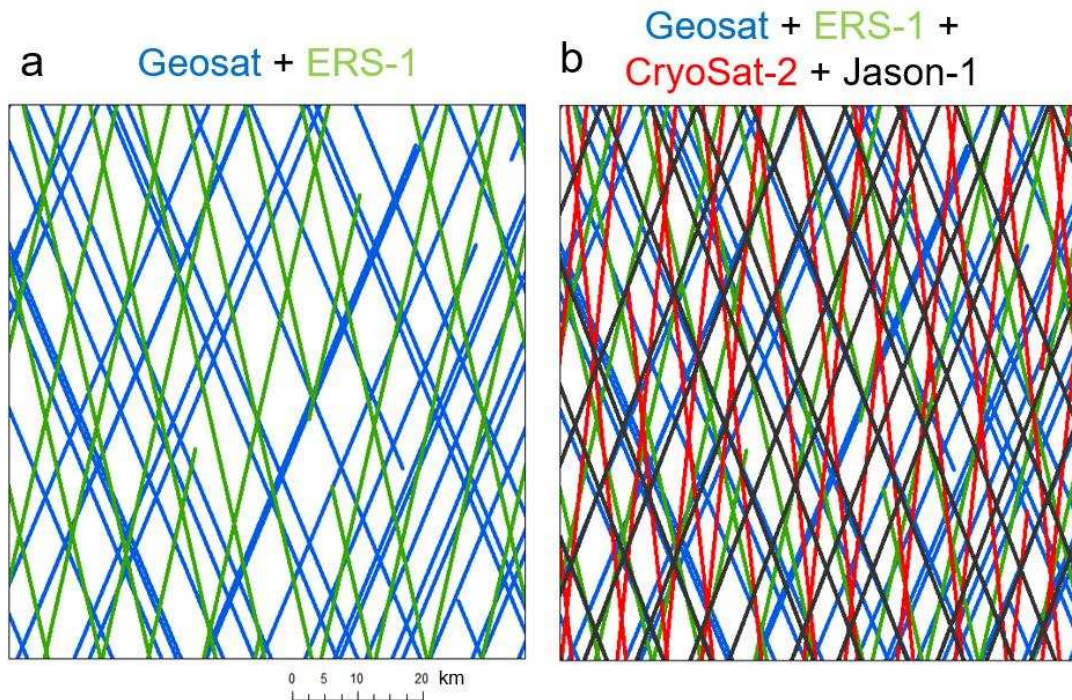 a
Geosat + ERS-1
b
Geosat + ERS-1 +
CryoSat-2 + Jason-1
0 5 10 20 km